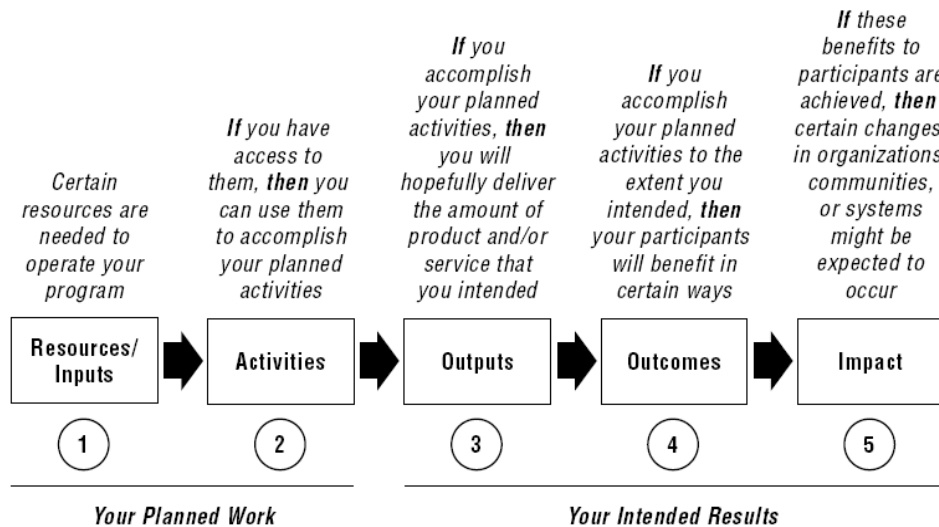 Certain
resources are
needed to
operate your
program
If you have
access to
them, then you
can use them
to accomplish
your planned
activities
If you
accomplish
your planned
activities, then
you will
hopefully deliver
the amount of
product and/or
service that
you intended
If you
accomplish
your planned
activities to the
extent you
intended, then
your participants
will benefit in
certain ways
If these
benefits to
participants are
achieved, then
certain changes
in organizations
communities,
or systems
might be
expected to
occur
Resources/
Inputs
Activities
Outputs
Outcomes
Impact
1
2
3
4
5
Your Planned Work
Your Intended Results